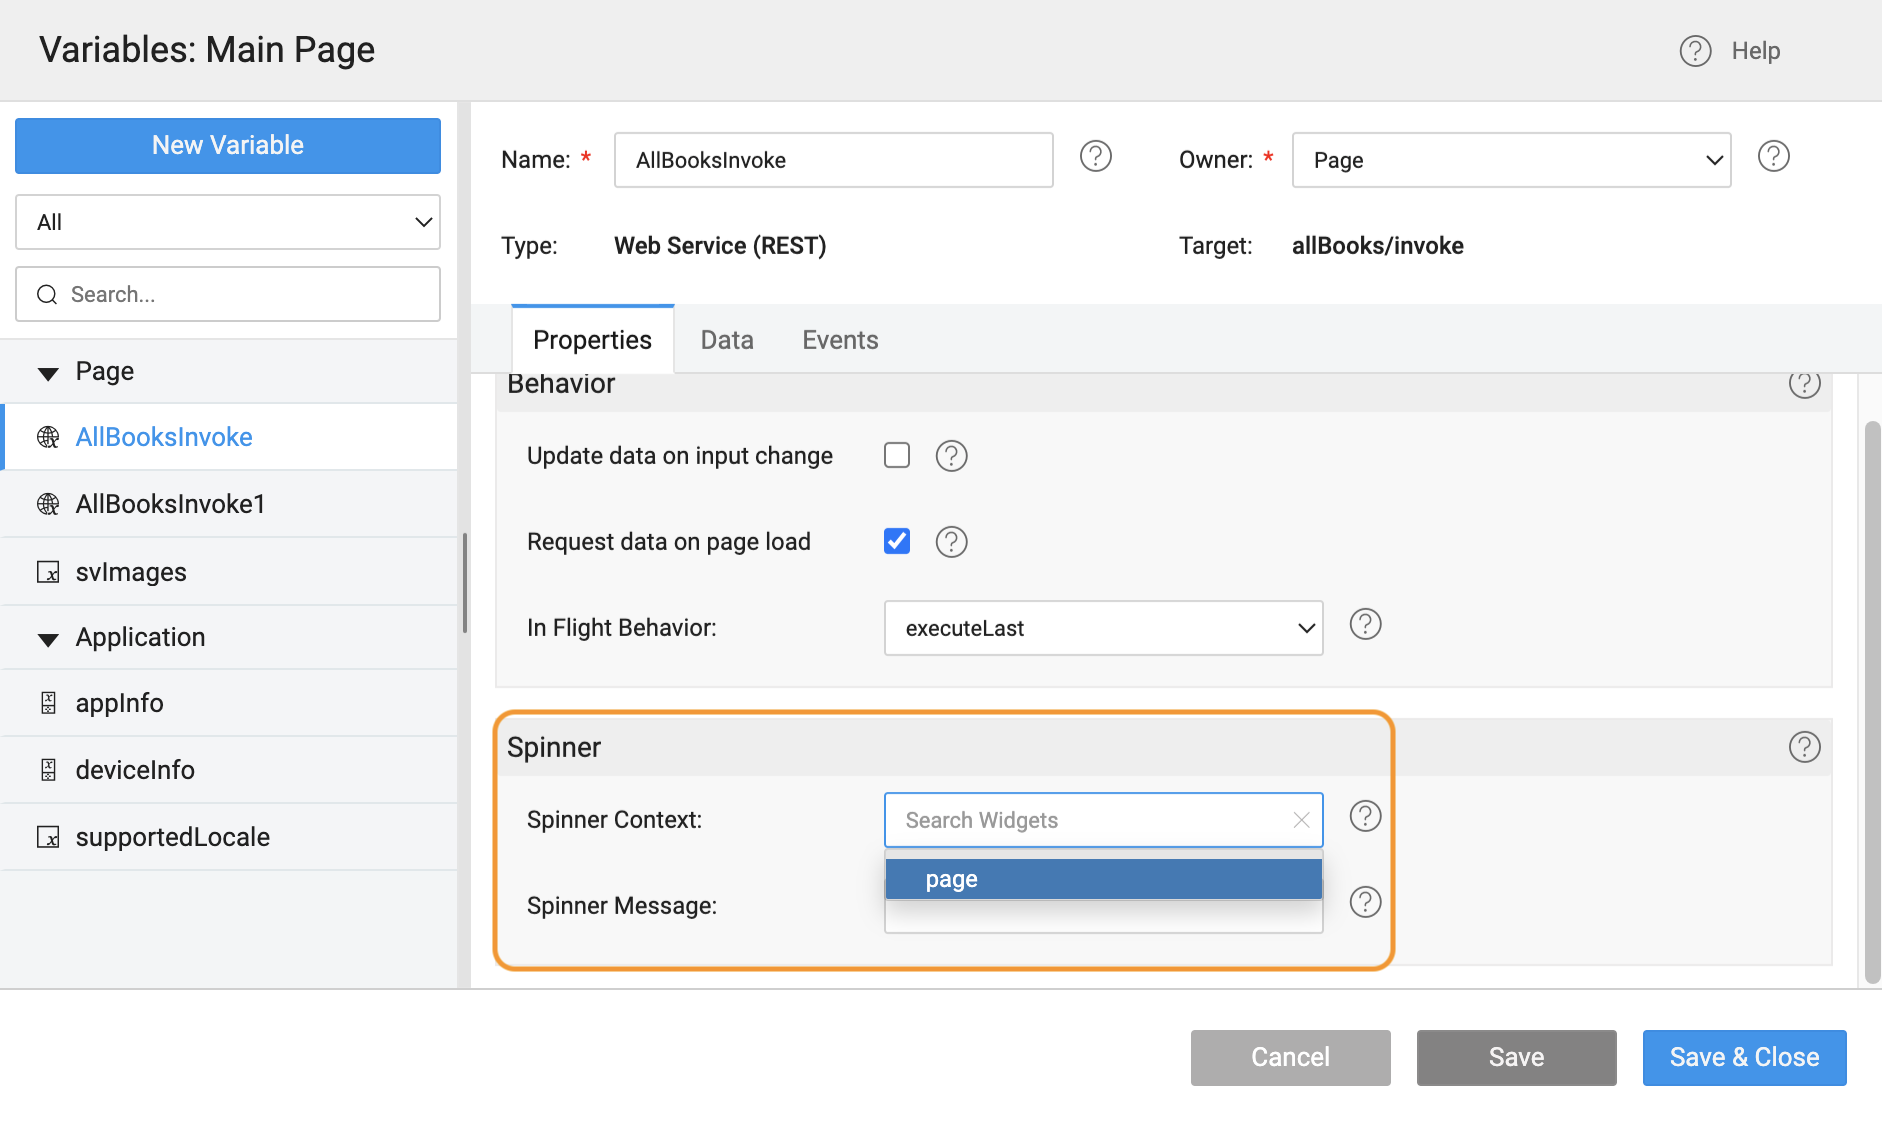 Variables: Main Page
Help
New Variable
All
Search...
Page
AllBooksInvoke
AllBooksInvoke1
svImages
Application
appInfo
deviceInfo
supportedLocale
Name: * AllBooksInvoke
Owner: * Page
Type: Web Service (REST)
Target: allBooks/invoke
Properties Data Events
Behavior
Update data on input change
Request data on page load
In Flight Behavior: executeLast
Spinner
Spinner Context: Search Widgets
page
Spinner Message:
Cancel Save Save & Close